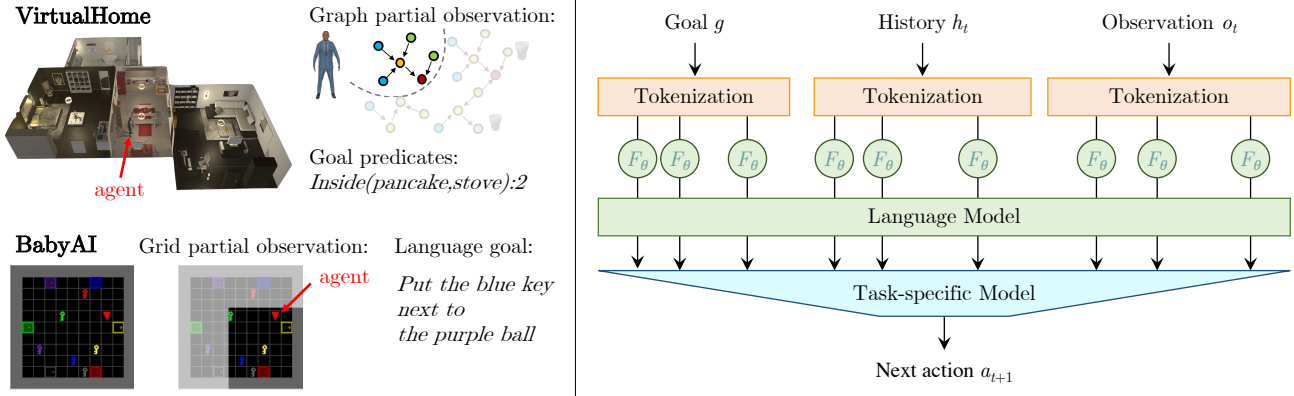 VirtualHome
Graph partial observation:
agent
Goal predicates:
Inside(pancake,stove):2
BabyAI
Grid partial observation:
agent
Language goal:
Put the blue key
next to
the purple ball
Goal g
History h_t
Observation o_t
Tokenization
Tokenization
Tokenization
F_θ F_θ F_θ F_θ F_θ F_θ F_θ F_θ F_θ
Language Model
Task-specific Model
Next action a_{t+1}